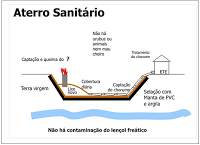 Aterro Sanitário
Não há
urubus ou
animais
nem mau
cheiro
Tratamento
do chorume
Captação e queima do ?
ETE
Cobertura
diária
Captação
do chorume
Terra virgem
Lixo
novo
Selação com
Manta de PVC
e argila
Não há contaminação do lençol freático